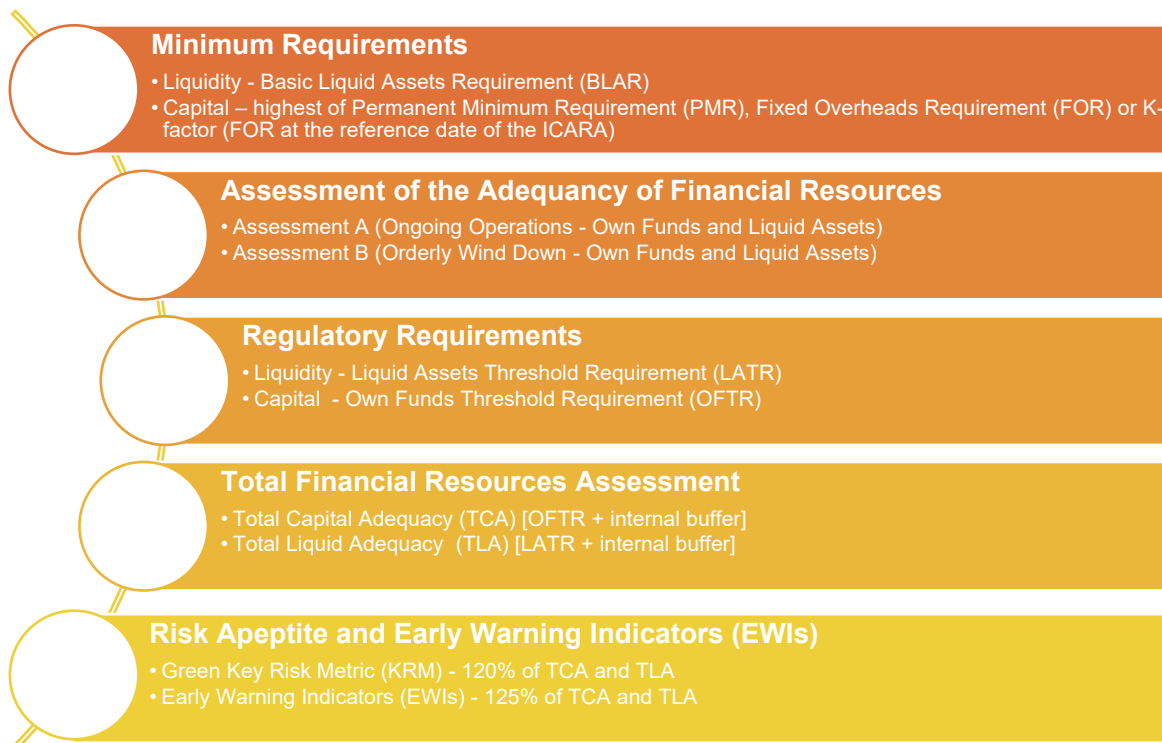 Minimum Requirements
• Liquidity - Basic Liquid Assets Requirement (BLAR)
• Capital – highest of Permanent Minimum Requirement (PMR), Fixed Overheads Requirement (FOR) or K-
factor (FOR at the reference date of the ICARA)
Assessment of the Adequancy of Financial Resources
• Assessment A (Ongoing Operations - Own Funds and Liquid Assets)
• Assessment B (Orderly Wind Down - Own Funds and Liquid Assets)
Regulatory Requirements
• Liquidity - Liquid Assets Threshold Requirement (LATR)
• Capital - Own Funds Threshold Requirement (OFTR)
Total Financial Resources Assessment
• Total Capital Adequacy (TCA) [OFTR + internal buffer]
• Total Liquid Adequacy (TLA) [LATR + internal buffer]
Risk Apeptite and Early Warning Indicators (EWIs)
• Green Key Risk Metric (KRM) - 120% of TCA and TLA
• Early Warning Indicators (EWIs) - 125% of TCA and TLA